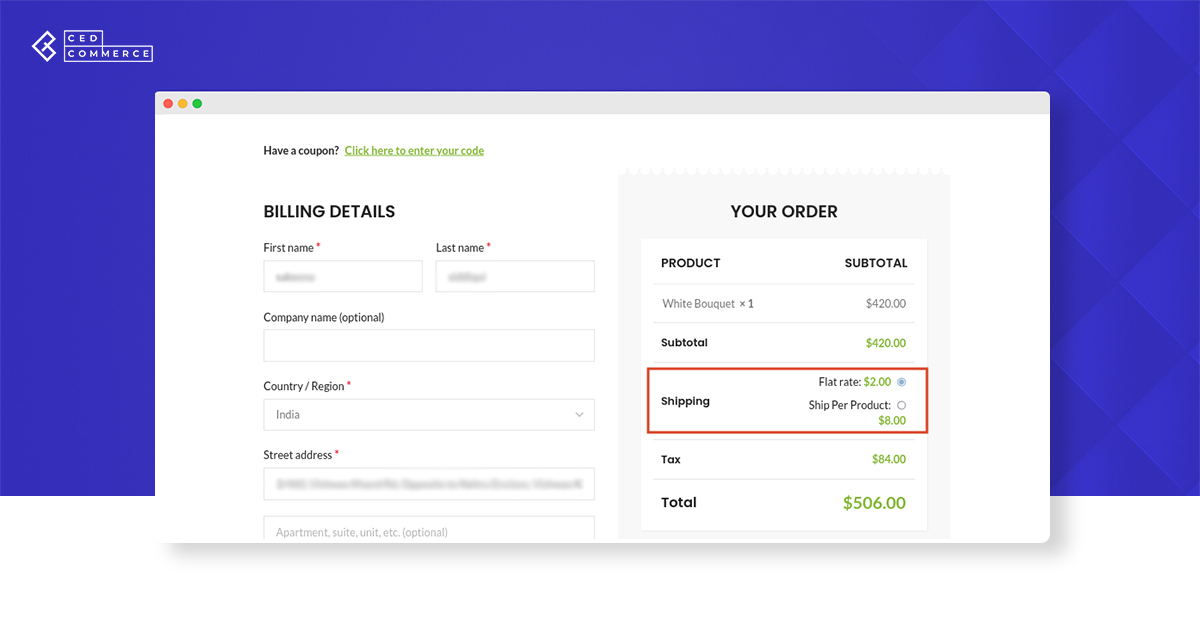 CED
COMMERCE
Have a coupon? Click here to enter your code
BILLING DETAILS
First name *
Last name *
Company name (optional)
Country / Region *
India
Street address *
Apartment, suite, unit, etc. (optional)
YOUR ORDER
PRODUCT SUBTOTAL
White Bouquet × 1 $420.00
Subtotal $420.00
Shipping
Flat rate: $2.00
Ship Per Product:
$8.00
Tax $84.00
Total $506.00